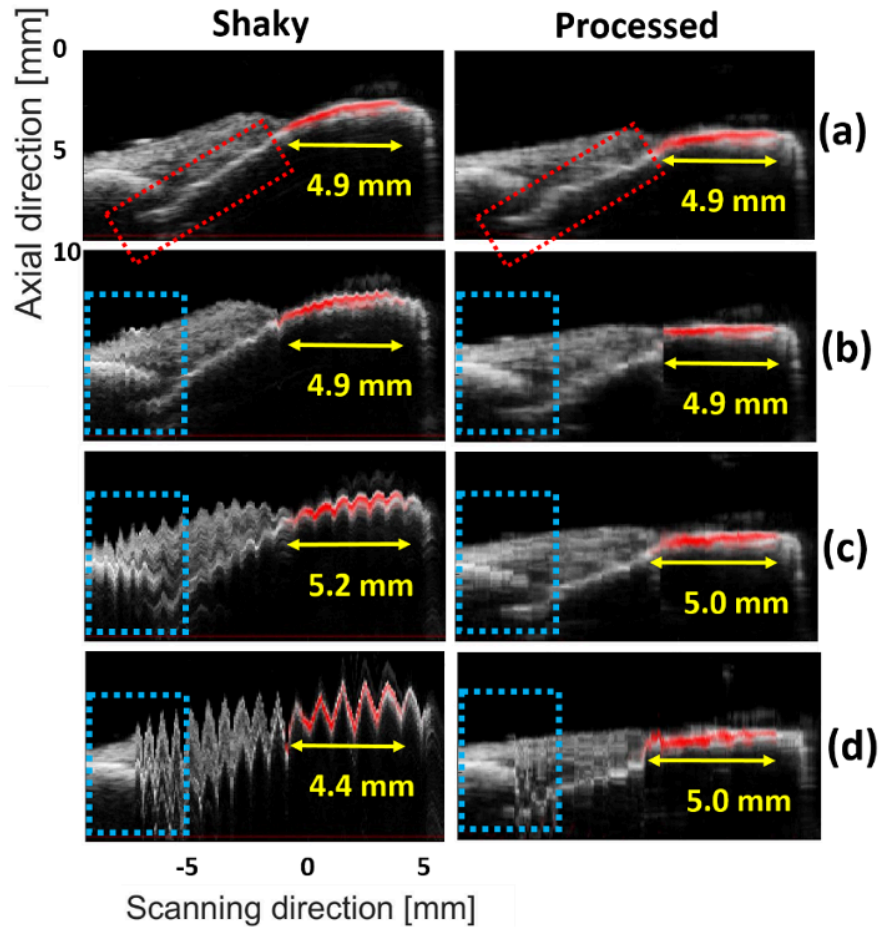 Shaky Processed
0
Axial direction [mm]
5
10
4.9 mm 4.9 mm (a)
4.9 mm 4.9 mm (b)
5.2 mm 5.0 mm (c)
4.4 mm 5.0 mm (d)
-5 0 5
Scanning direction [mm]